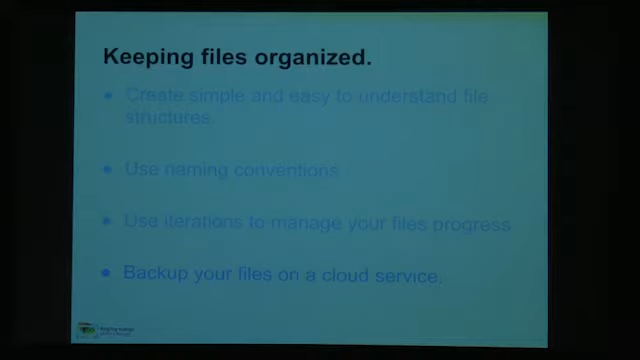 Keeping files organized.
• Create simple and easy to understand file
structures.
• Use naming conventions
• Use iterations to manage your files progress
• Backup your files on a cloud service.